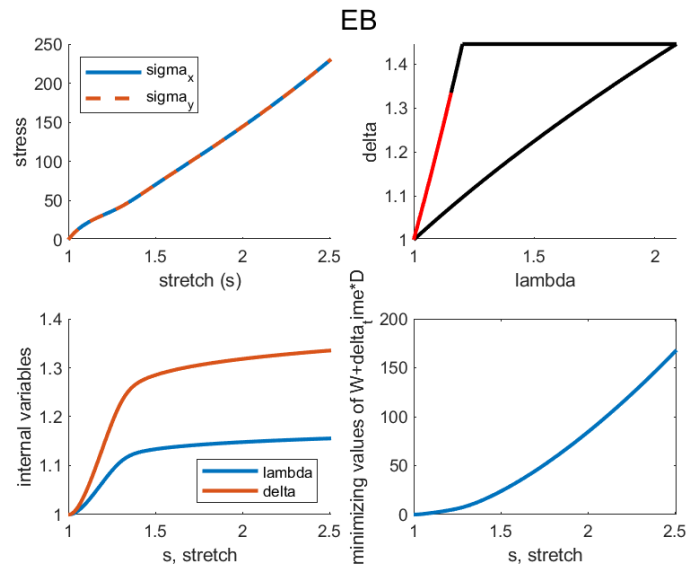 EB
250
200
150
100
50
0
stress
sigma_x
sigma_y
1
1.5
2
2.5
stretch (s)
1.4
1.3
1.2
1.1
1
delta
1
1.5
2
lambda
1.4
1.3
1.2
1.1
1
internal variables
lambda
delta
1
1.5
2
2.5
s, stretch
200
150
100
50
0
minimizing values of W+delta_time*D
1
1.5
2
2.5
s, stretch